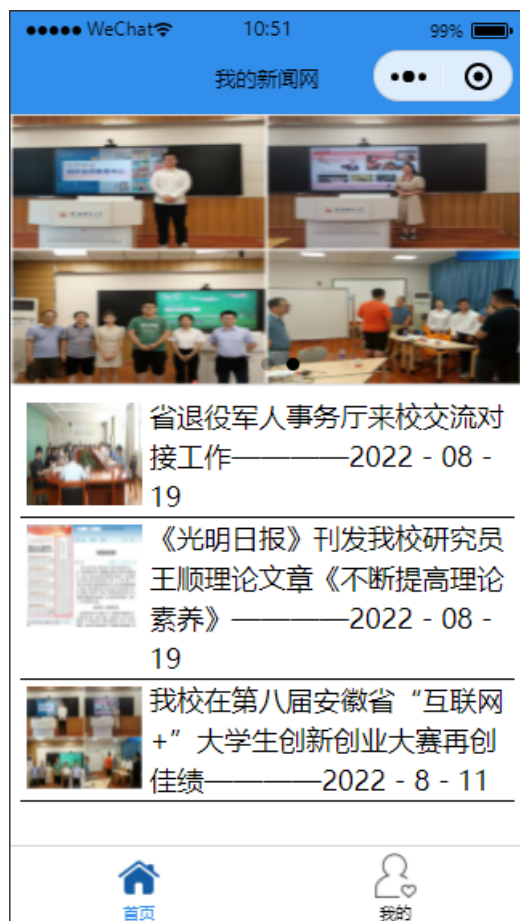 WeChat 10:51 99%
我的新闻网
省退役军人事务厅来校交流对
接工作————2022 - 08 -
19
《光明日报》刊发我校研究员
王顺理论文章《不断提高理论
素养》————2022 - 08 -
19
我校在第八届安徽省“互联网
+”大学生创新创业大赛再创
佳绩————2022 - 8 - 11
首页
我的